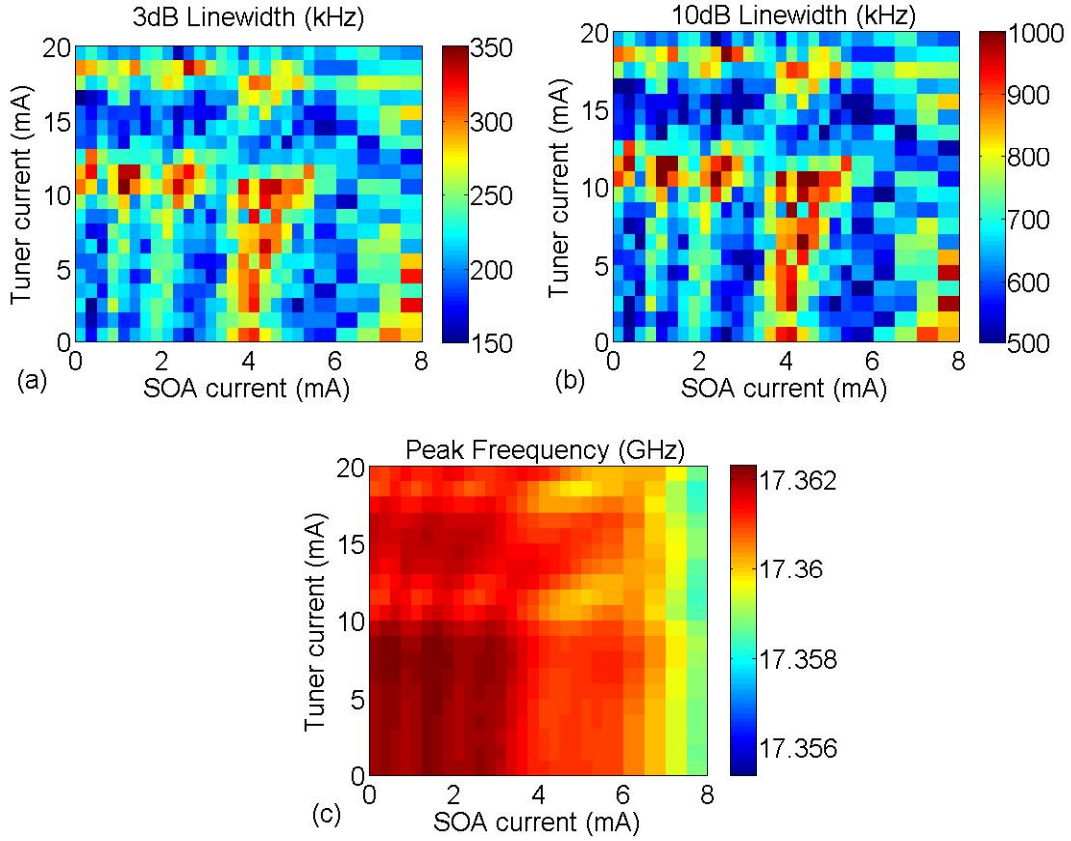 3dB Linewidth (kHz)
20
15
10
5
0
0 2 4 6 8
Tuner current (mA)
SOA current (mA)
350
300
250
200
150
(a)
10dB Linewidth (kHz)
20
15
10
5
0
0 2 4 6 8
Tuner current (mA)
SOA current (mA)
1000
900
800
700
600
500
(b)
Peak Freequency (GHz)
20
15
10
5
0
0 2 4 6 8
Tuner current (mA)
SOA current (mA)
17.362
17.36
17.358
17.356
(c)